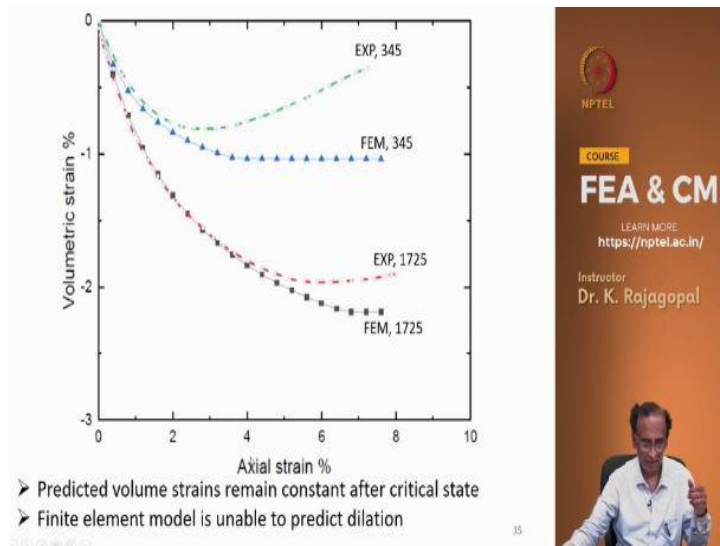 0
EXP, 345
-1
FEM, 345
Volumetric strain %
EXP, 1725
-2
FEM, 1725
-3
0 2 4 6 8 10
Axial strain %
➤ Predicted volume strains remain constant after critical state
➤ Finite element model is unable to predict dilation
NPTEL
COURSE
FEA & CM
LEARN MORE
https://nptel.ac.in/
Instructor
Dr. K. Rajagopal